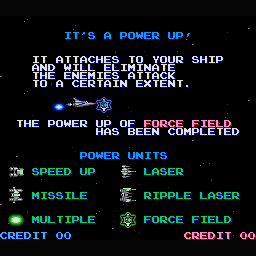 IT'S A POWER UP!
IT ATTACHES TO YOUR SHIP
AND WILL ELIMINATE
THE ENEMIES ATTACK
TO A CERTAIN EXTENT.
THE POWER UP OF FORCE FIELD
HAS BEEN COMPLETED
POWER UNITS
SPEED UP LASER
MISSILE RIPPLE LASER
MULTIPLE FORCE FIELD
CREDIT 00 CREDIT 00